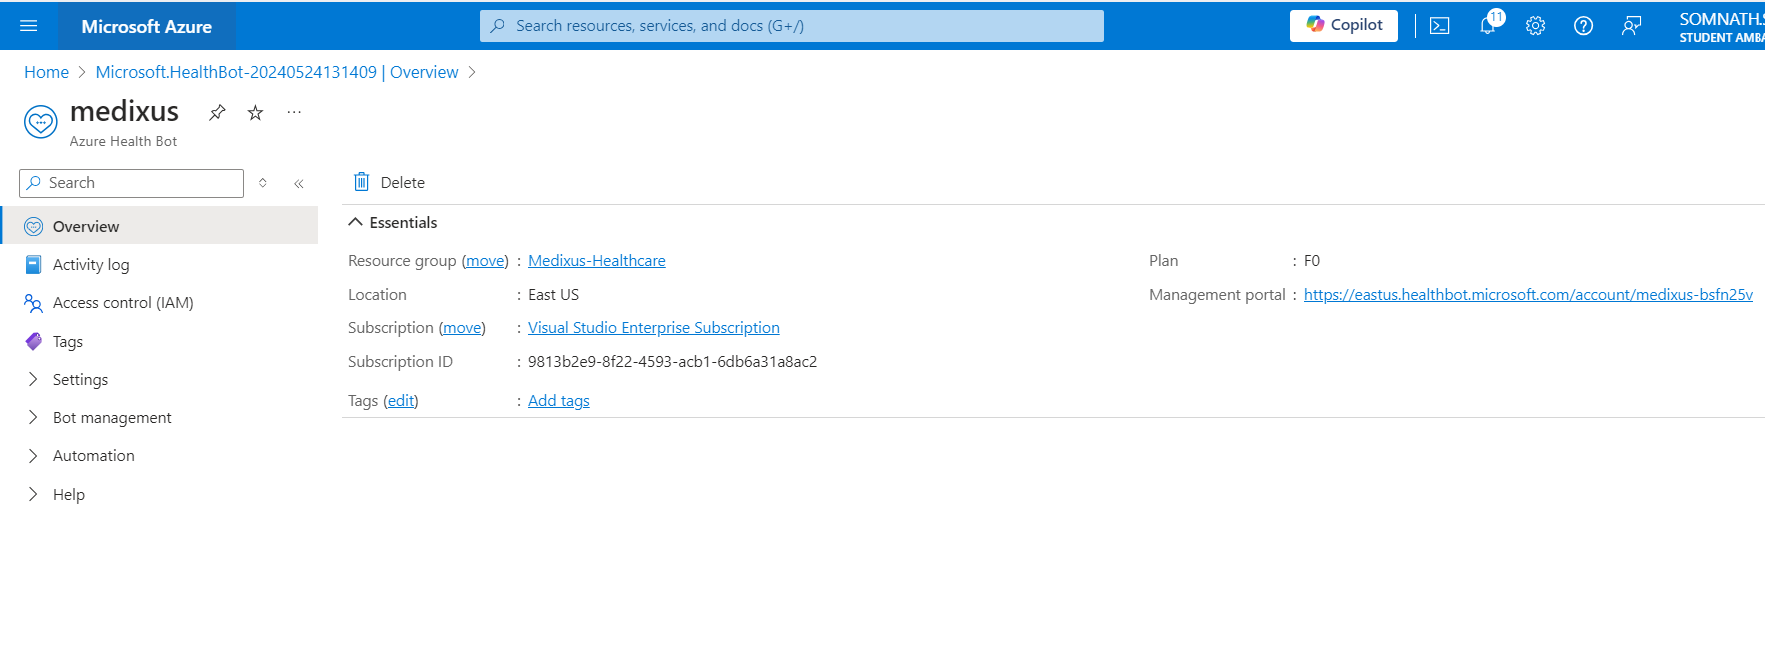 Microsoft Azure
Search resources, services, and docs (G+/)
Copilot
11
SOMNATH.
STUDENT
Home > Microsoft.HealthBot-20240524131409 | Overview >
medixus
Azure Health Bot
Search
Delete
Overview
Activity log
Access control (IAM)
Tags
Settings
Bot management
Automation
Help
Essentials
Resource group (move) : Medixus-Healthcare
Location : East US
Subscription (move) : Visual Studio Enterprise Subscription
Subscription ID : 9813b2e9-8f22-4593-acb1-6db6a31a8ac2
Tags (edit) : Add tags
Plan : F0
Management portal : https://eastus.healthbot.microsoft.com/account/medixus-bsfn25v